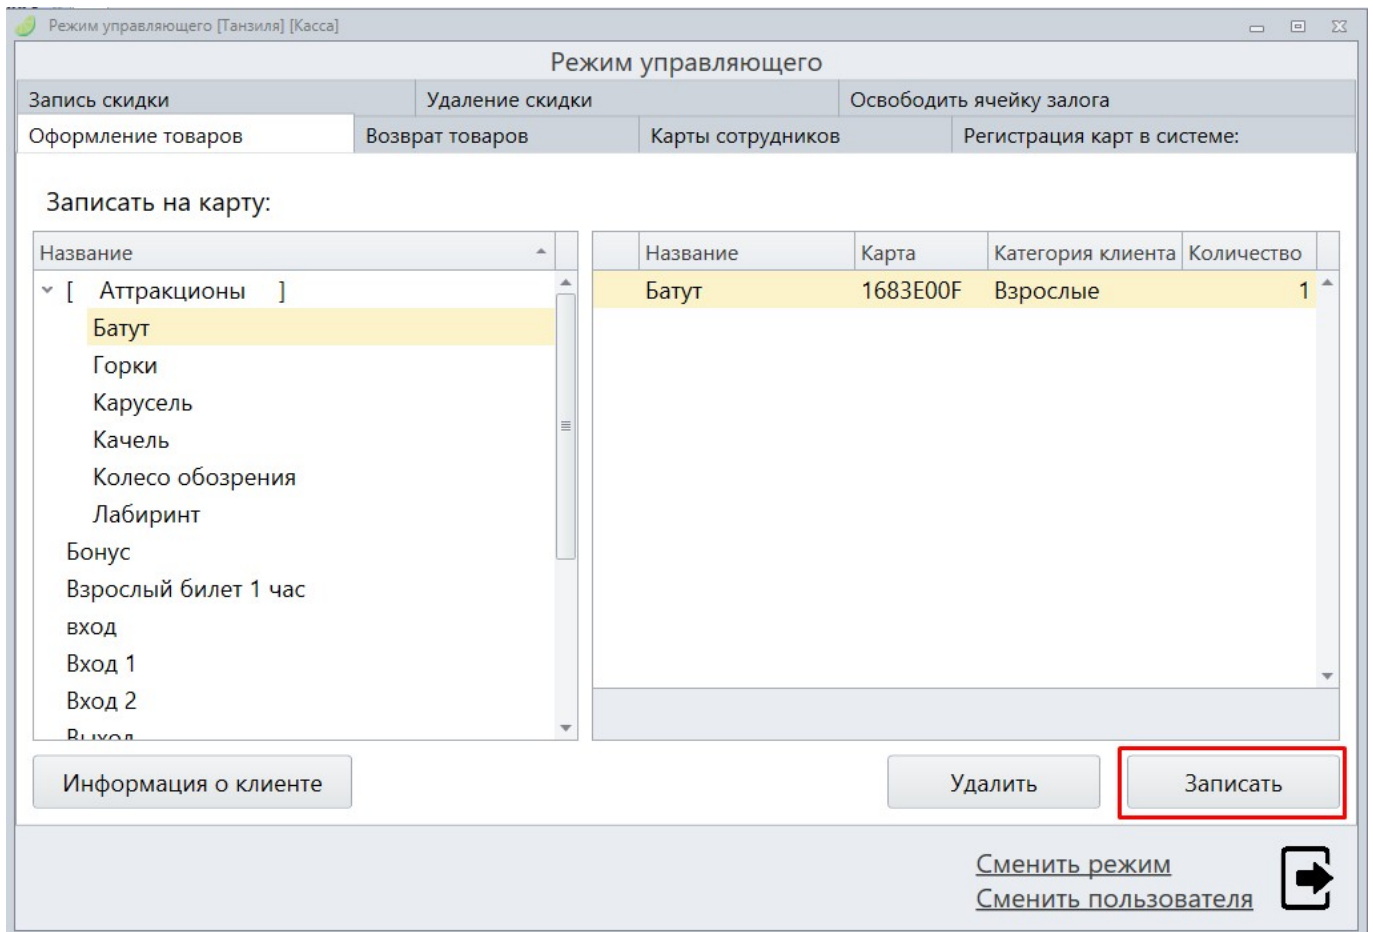 Режим управляющего [Танзиля] [Касса]
Режим управляющего
Запись скидки Удаление скидки Освободить ячейку залога
Оформление товаров Возврат товаров Карты сотрудников Регистрация карт в системе:
Записать на карту:
Название Название Карта Категория клиента Количество
[ Аттракционы ] Батут 1683E00F Взрослые 1
Батут
Горки
Карусель
Качель
Колесо обозрения
Лабиринт
Бонус
Взрослый билет 1 час
вход
Вход 1
Вход 2
Выход
Информация о клиенте Удалить Записать
Сменить режим
Сменить пользователя